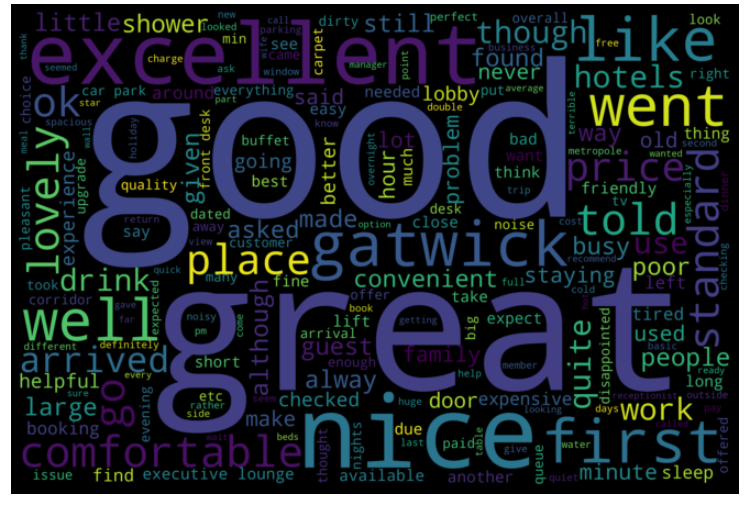 good
great
excellent
nice
gatwick
like
went
well
first
told
place
comfortable
standard
price
lovely
arrived
though
hotels
little
shower
still
found
never
ok
car park
around
everything
said
needed
easy
lobby
put
double
manager
point
free
business
right
look
overall
perfect
dirty
new
looked
min
carpet
call
parking
wife
see
came
window
charge
ask
thank
seemed
choice
meal
star
spacious
walls
holiday
part
know
average
terrible
way
old
thing
metropole
wanted
second
friendly
especially
dinner
checking
bad
want
think
trip
problem
hour
much
lot
better
overnight
buffet
going
best
front desk
given
quality
experience
upgrade
pleasant
dated
return
say
away
view
option
customer
asked
made
close
desk
noise
cost
recommend
tv
busy
use
poor
left
staying
quick
many
fine
convenient
full
cold
drink
took
corridor
expected
gave
far
definitely
different
every
noisy
pm
come
although
offer
book
take
lift
getting
big
expect
tired
used
basic
hot
people
ready
long
outside
receptionist
disappointed
quite
family
guest
enough
arrival
short
helpful
sure
large
go
booking
evening
etc
rather
side
seem
alway
member
help
checked
huge
door
expensive
looking
days
work
pay
called
offered
make
wait
beds
thought
nights
due
last
paid
table
give
queue
water
quiet
minute
sleep
issue
find
executive lounge
available
another